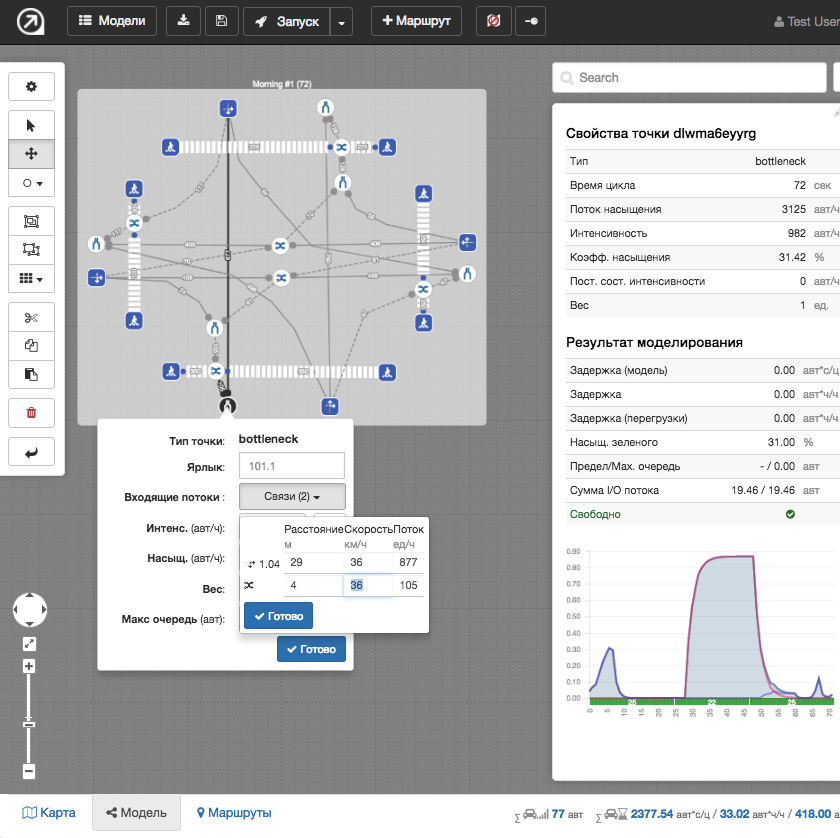 Модели
Запуск
Маршрут
Test User
Morning #1 (72)
Search
Свойства точки dlwma6eyyrg
Тип bottleneck
Время цикла 72 сек
Поток насыщения 3125 авт/ч
Интенсивность 982 авт/ч
Коэфф. насыщения 31.42 %
Пост. сост. интенсивности 0 авт/ч
Вес 1 ед.
Результат моделирования
Задержка (модель) 0.00 авт*с/ц
Задержка 0.00 авт*ч/ч
Задержка (перегрузки) 0.00 авт*ч/ч
Насыщ. зеленого 31.00 %
Предел/Мах. очередь - / 0.00 авт
Сумма I/O потока 19.46 / 19.46 авт
Свободно
Тип точки: bottleneck
Ярлык: 101.1
Входящие потоки : Связи (2)
Интенс. (авт/ч):
Насыщ. (авт/ч):
Вес:
Макс очередь (авт):
Расстояние Скорость Поток
м км/ч ед/ч
1.04 29 36 877
4 36 105
Готово
Готово
0.90
0.80
0.70
0.60
0.50
0.40
0.30
0.20
0.10
0.00
0 5 10 15 20 25 30 35 40 45 50 55 60 65 70
Карта
Модель
Маршруты
∑ 77 авт
∑ 2377.54 авт*с/ц / 33.02 авт*ч/ч / 418.00